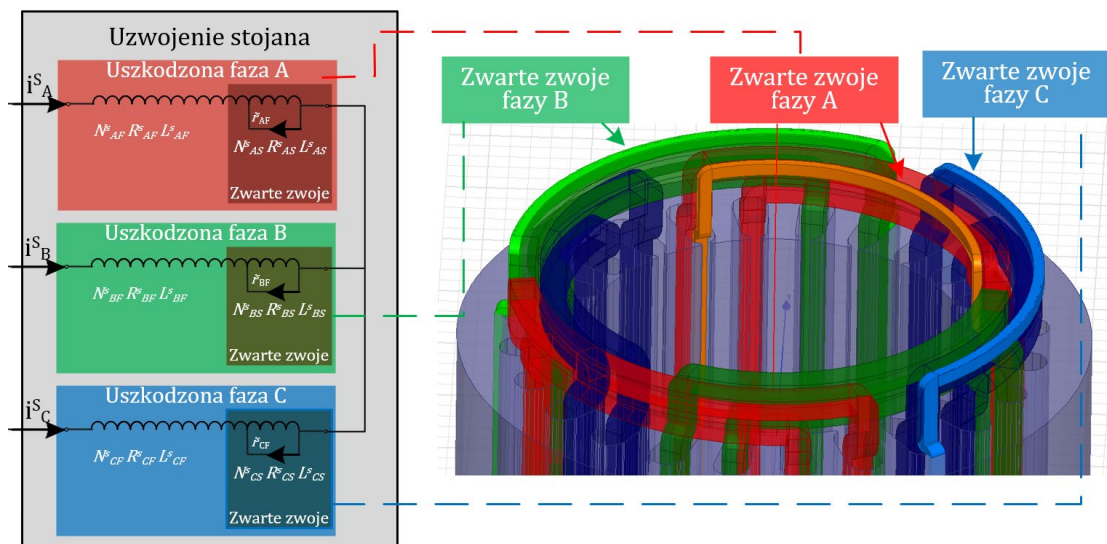 Uzwojenie stojana
Uszkodzona faza A
i^S_A
r̃_AF
N^s_AF R^s_AF L^s_AF
N^s_AS R^s_AS L^s_AS
Zwarte zwoje
Uszkodzona faza B
i^S_B
r̃_BF
N^s_BF R^s_BF L^s_BF
N^s_BS R^s_BS L^s_BS
Zwarte zwoje
Uszkodzona faza C
i^S_C
r̃_CF
N^s_CF R^s_CF L^s_CF
N^s_CS R^s_CS L^s_CS
Zwarte zwoje
Zwarte zwoje
fazy B
Zwarte zwoje
fazy A
Zwarte zwoje
fazy C